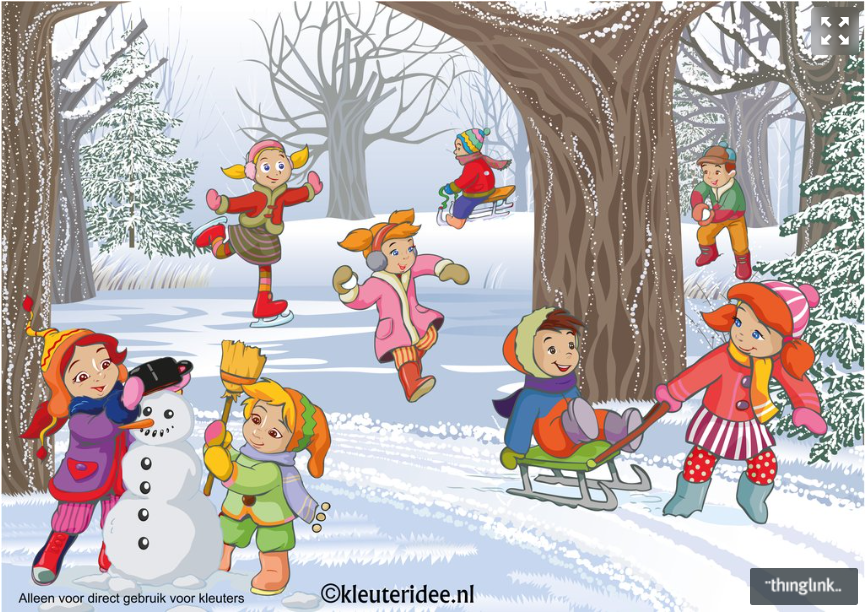 Alleen voor direct gebruik voor kleuters
©kleuteridee.nl
thinglink..